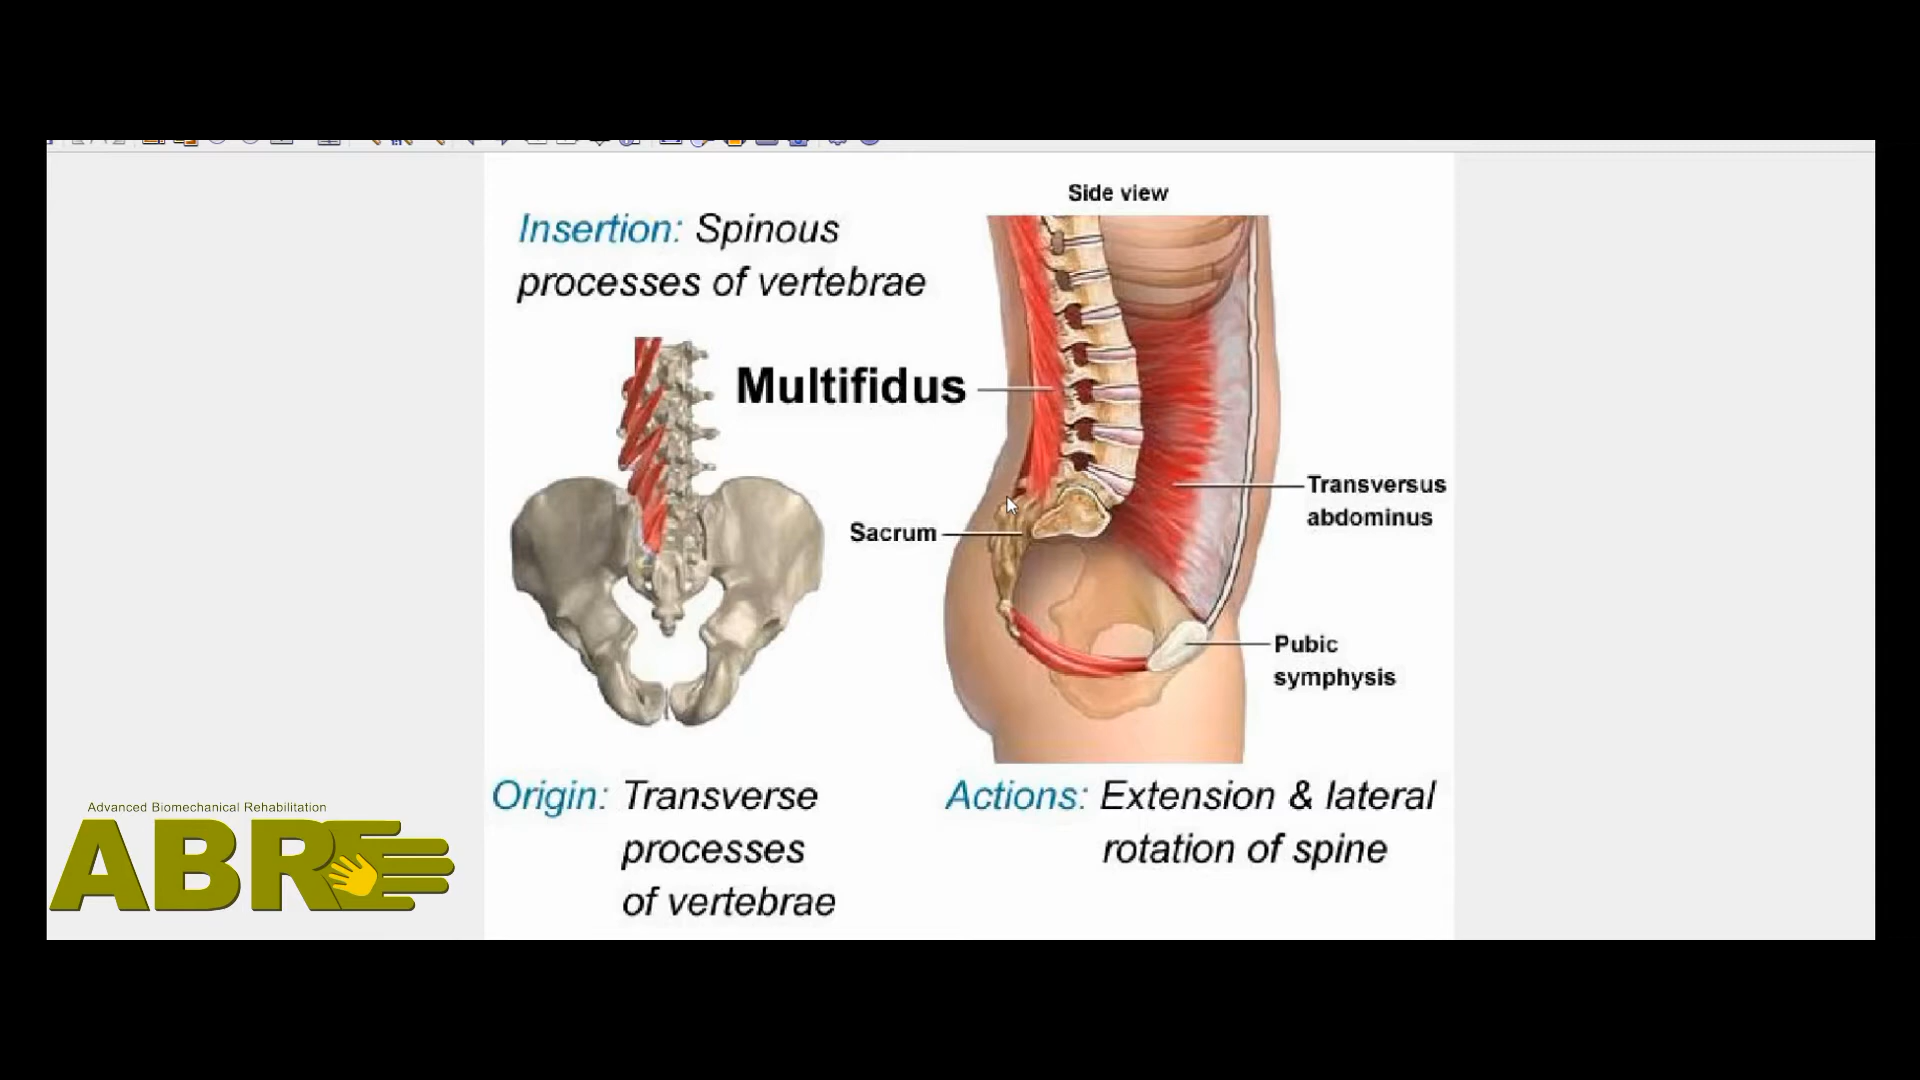 Side view
Insertion: Spinous
processes of vertebrae
Multifidus
Transversus
abdominus
Sacrum
Pubic
symphysis
Origin: Transverse
processes
of vertebrae
Actions: Extension & lateral
rotation of spine
Advanced Biomechanical Rehabilitation
ABR